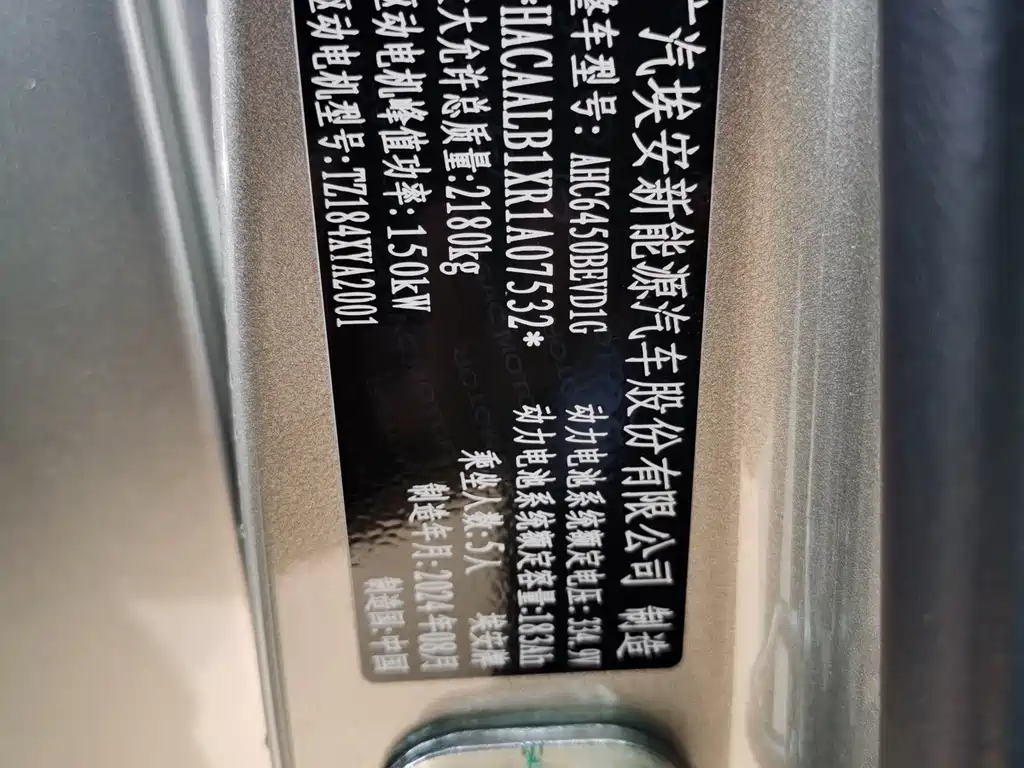 汽埃安新能源汽车股份有限公司 制造
整车型号: AHC6450BEVD1G 动力电池系统额定电压:334.9V
*HACAALB1XR1A07532* 动力电池系统额定容量:183Ah
大允许总质量:2180kg 乘坐人数:5人
驱动电机峰值功率:150kW 制造年月:2024年08月
驱动电机型号:TZ184XYA2001 制造国:中国